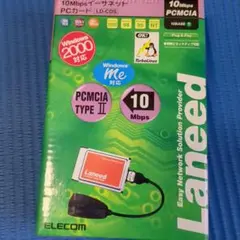 10Mbpsイーサネット
PCカード LD-CDS
10Mbps
PCMCIA
Windows
2000
対応
OK!
TurboLinux
Windows
Me
対応
PCMCIA
TYPE II
10
Mbps
Laneed
Easy Network Solution Provider
Laneed
ELECOM